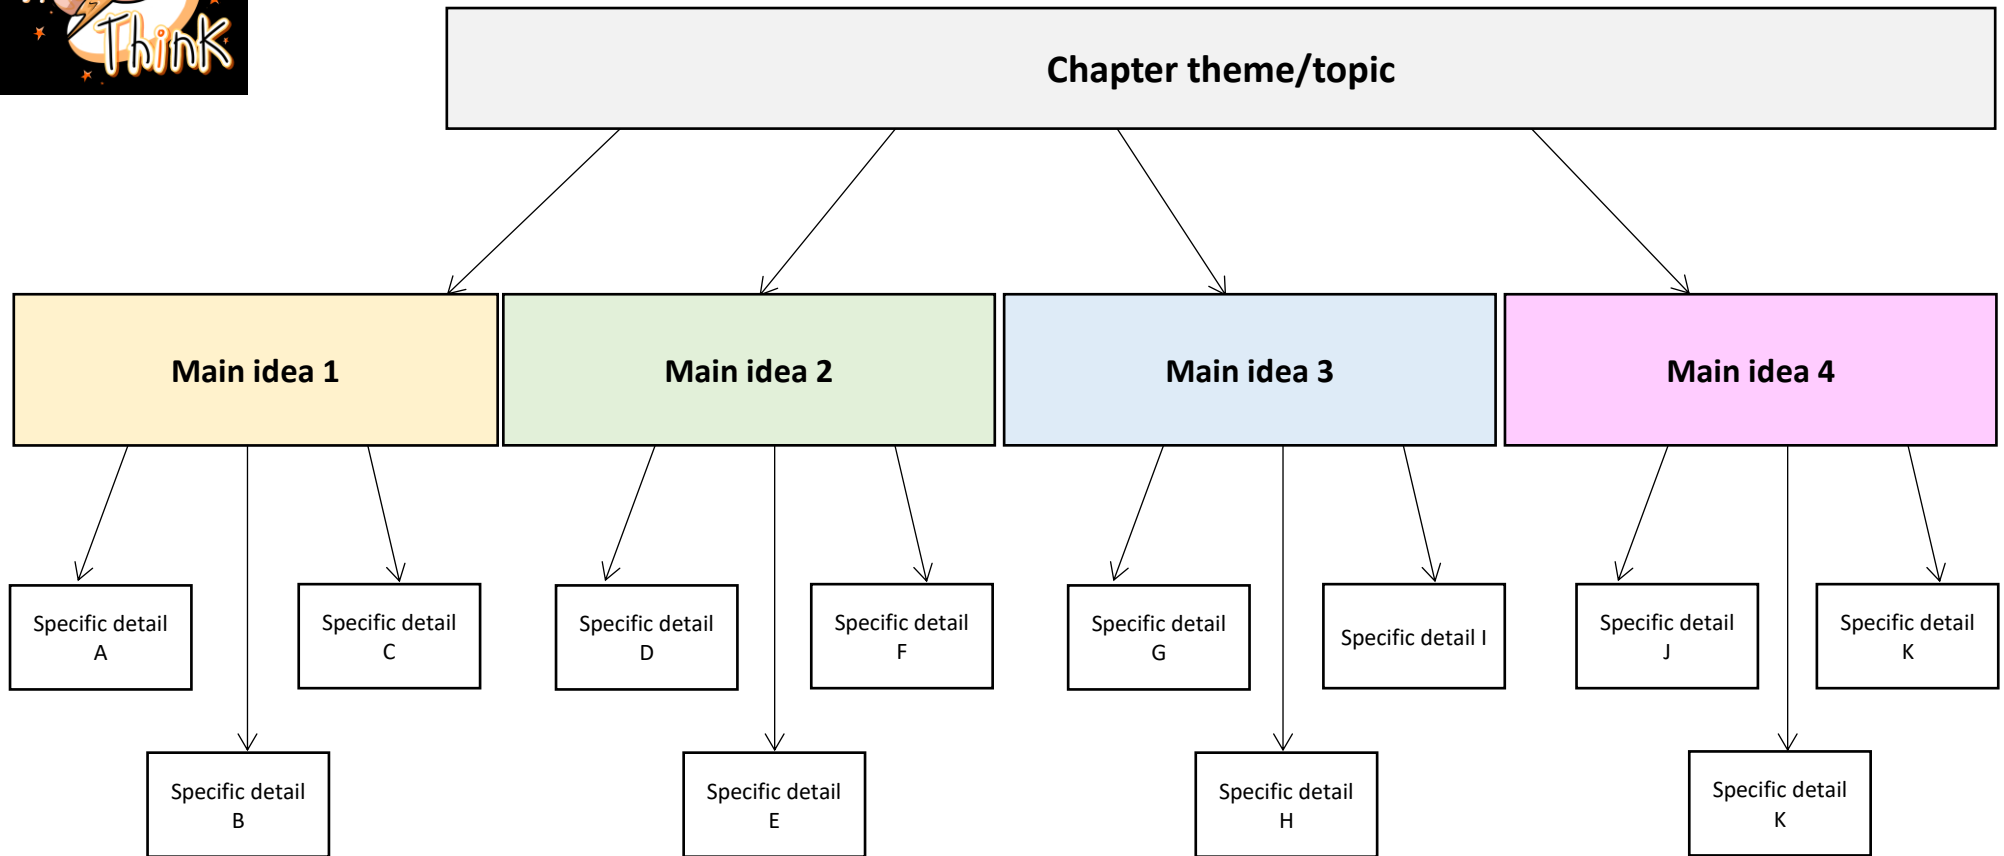 Think
Chapter theme/topic
Main idea 1
Main idea 2
Main idea 3
Main idea 4
Specific detail
A
Specific detail
C
Specific detail
D
Specific detail
F
Specific detail
G
Specific detail I
Specific detail
J
Specific detail
K
Specific detail
B
Specific detail
E
Specific detail
H
Specific detail
K